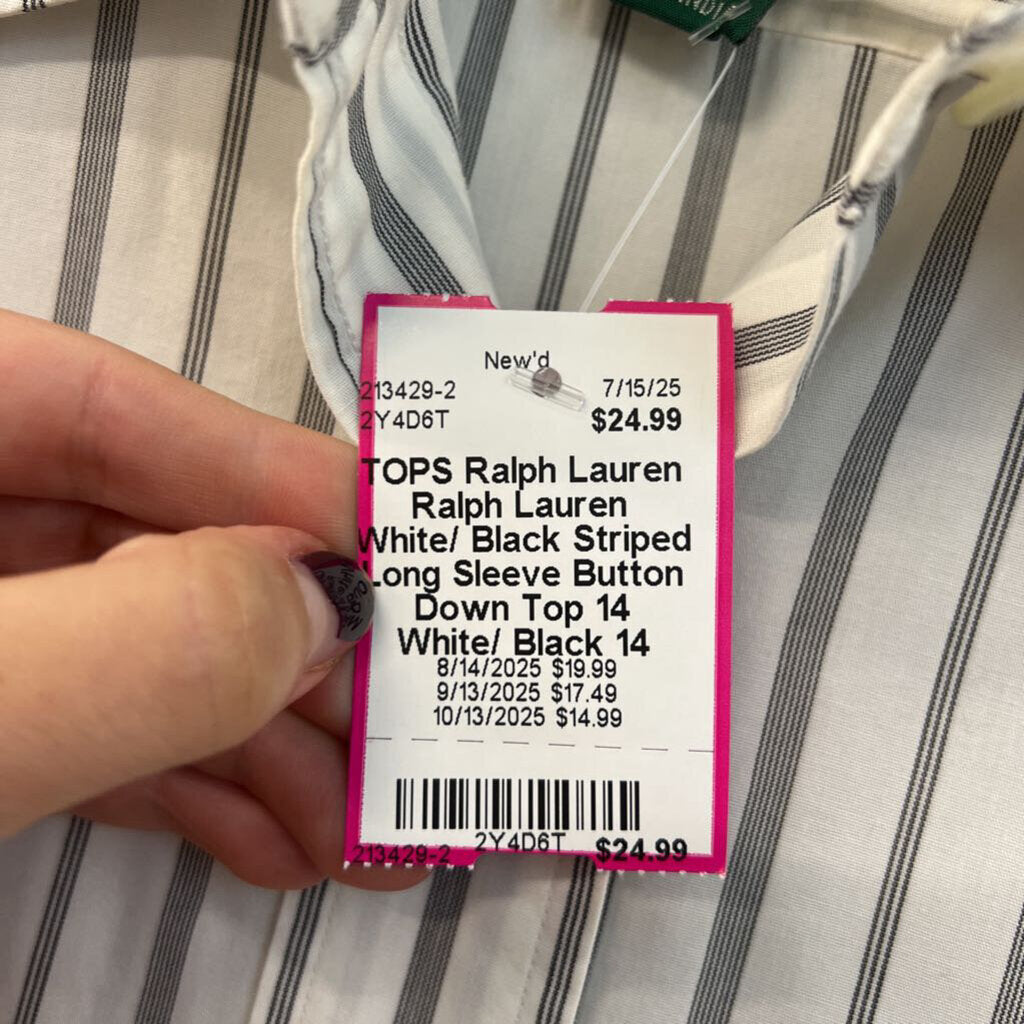 New'd
213429-2 7/15/25
2Y4D6T $24.99
TOPS Ralph Lauren
Ralph Lauren
White/ Black Striped
Long Sleeve Button
Down Top 14
White/ Black 14
8/14/2025 $19.99
9/13/2025 $17.49
10/13/2025 $14.99
213429-2 2Y4D6T $24.99